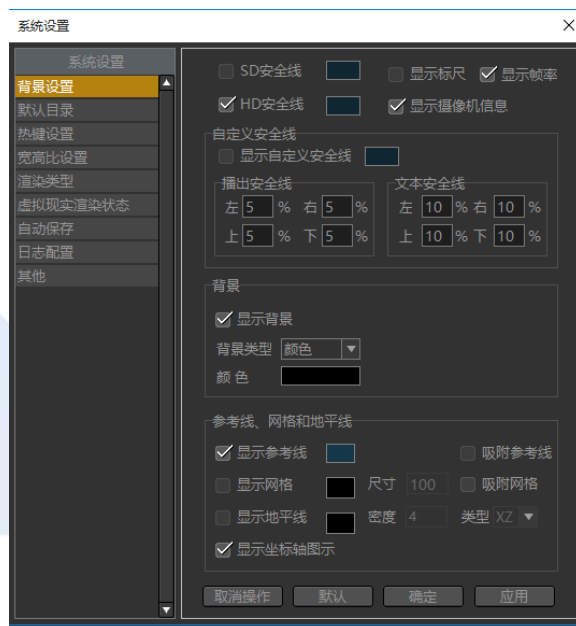 系统设置
系统设置
背景设置
默认目录
热键设置
宽高比设置
渲染类型
虚拟现实渲染状态
自动保存
日志配置
其他
SD安全线 显示标尺 显示帧率
HD安全线 显示摄像机信息
自定义安全线
显示自定义安全线
播出安全线 文本安全线
左 5 % 右 5 % 左 10 % 右 10 %
上 5 % 下 5 % 上 10 % 下 10 %
背景
显示背景
背景类型 颜色
颜 色
参考线、网格和地平线
显示参考线 吸附参考线
显示网格 尺寸 100 吸附网格
显示地平线 密度 4 类型 XZ
显示坐标轴图示
取消操作 默认 确定 应用